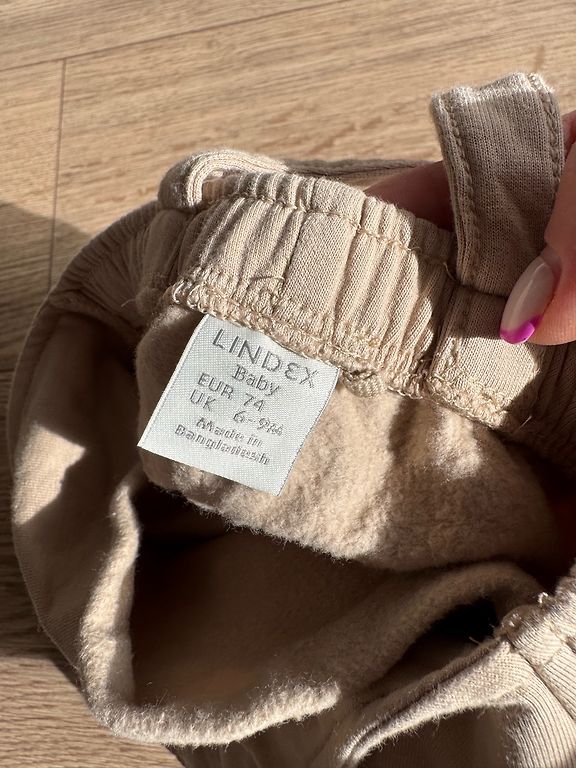 LINDEX
Baby
EUR 74
UK 6-9M
Made in
Bangladesh